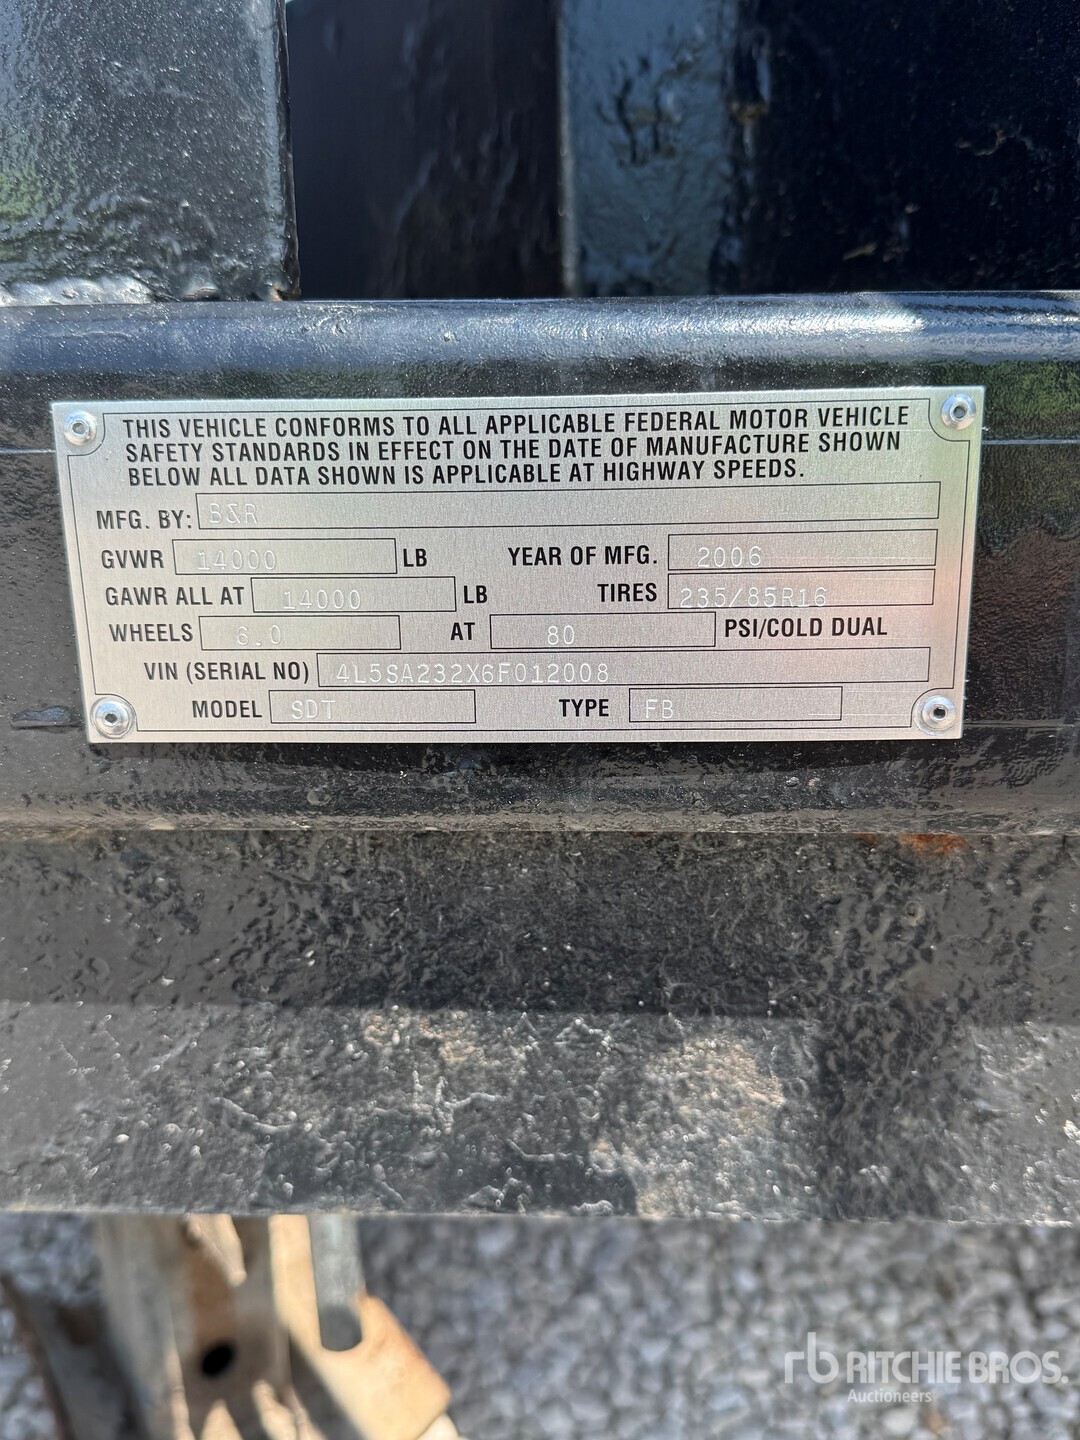 THIS VEHICLE CONFORMS TO ALL APPLICABLE FEDERAL MOTOR VEHICLE
SAFETY STANDARDS IN EFFECT ON THE DATE OF MANUFACTURE SHOWN
BELOW ALL DATA SHOWN IS APPLICABLE AT HIGHWAY SPEEDS.
MFG. BY: B&R
GVWR 14000 LB YEAR OF MFG. 2006
GAWR ALL AT 14000 LB TIRES 235/85R16
WHEELS 6.0 AT 80 PSI/COLD DUAL
VIN (SERIAL NO) 4L5SA232X6F012008
MODEL SDT TYPE FB
rb RITCHIE BROS.
Auctioneers